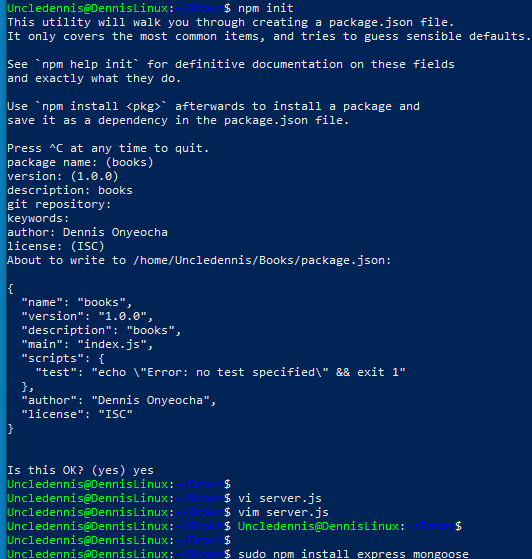 Uncledennis@DennisLinux:~/Books$ npm init
This utility will walk you through creating a package.json file.
It only covers the most common items, and tries to guess sensible defaults.
See `npm help init` for definitive documentation on these fields
and exactly what they do.
Use `npm install <pkg>` afterwards to install a package and
save it as a dependency in the package.json file.
Press ^C at any time to quit.
package name: (books)
version: (1.0.0)
description: books
git repository:
keywords:
author: Dennis Onyeocha
license: (ISC)
About to write to /home/Uncledennis/Books/package.json:
{
  "name": "books",
  "version": "1.0.0",
  "description": "books",
  "main": "index.js",
  "scripts": {
    "test": "echo \"Error: no test specified\" && exit 1"
  },
  "author": "Dennis Onyeocha",
  "license": "ISC"
}
Is this OK? (yes) yes
Uncledennis@DennisLinux:~/Books$
Uncledennis@DennisLinux:~/Books$ vi server.js
Uncledennis@DennisLinux:~/Books$ vim server.js
Uncledennis@DennisLinux:~/Books$ Uncledennis@DennisLinux:~/Books$
Uncledennis@DennisLinux:~/Books$
Uncledennis@DennisLinux:~/Books$ sudo npm install express mongoose